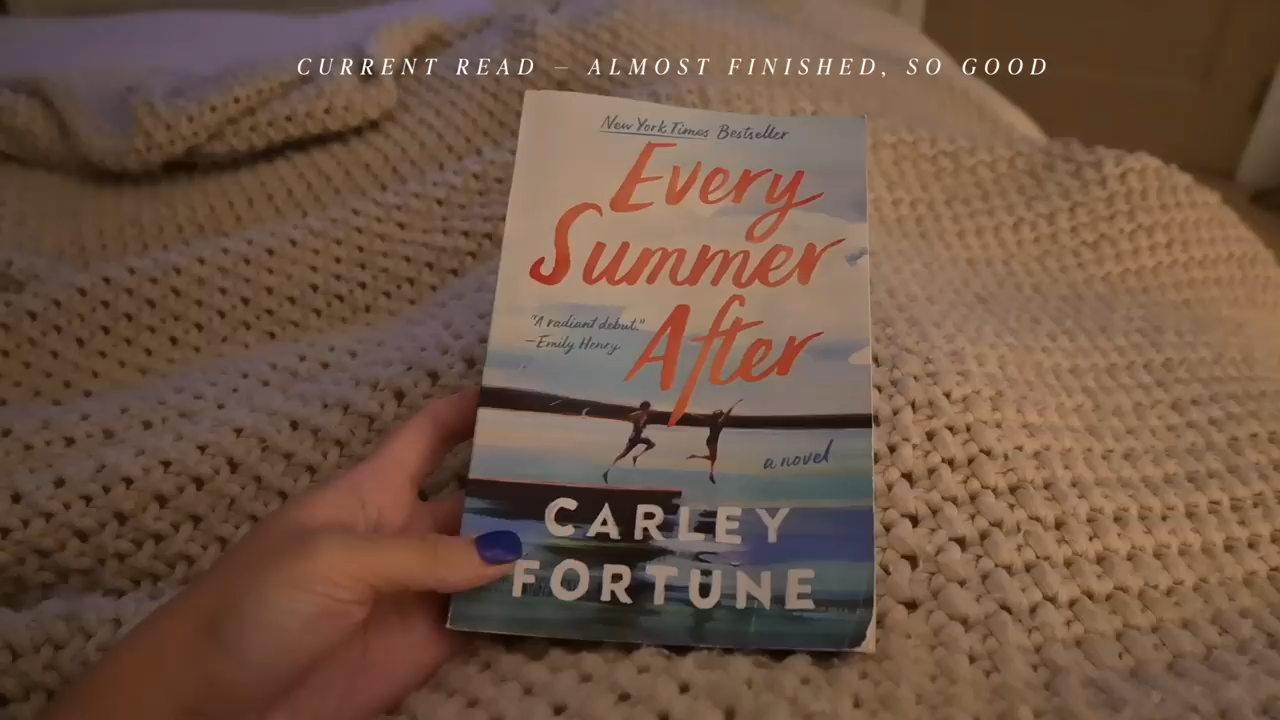 CURRENT READ – ALMOST FINISHED, SO GOOD
New York Times Bestseller
Every
Summer
After
"A radiant debut."
—Emily Henry
a novel
CARLEY
FORTUNE